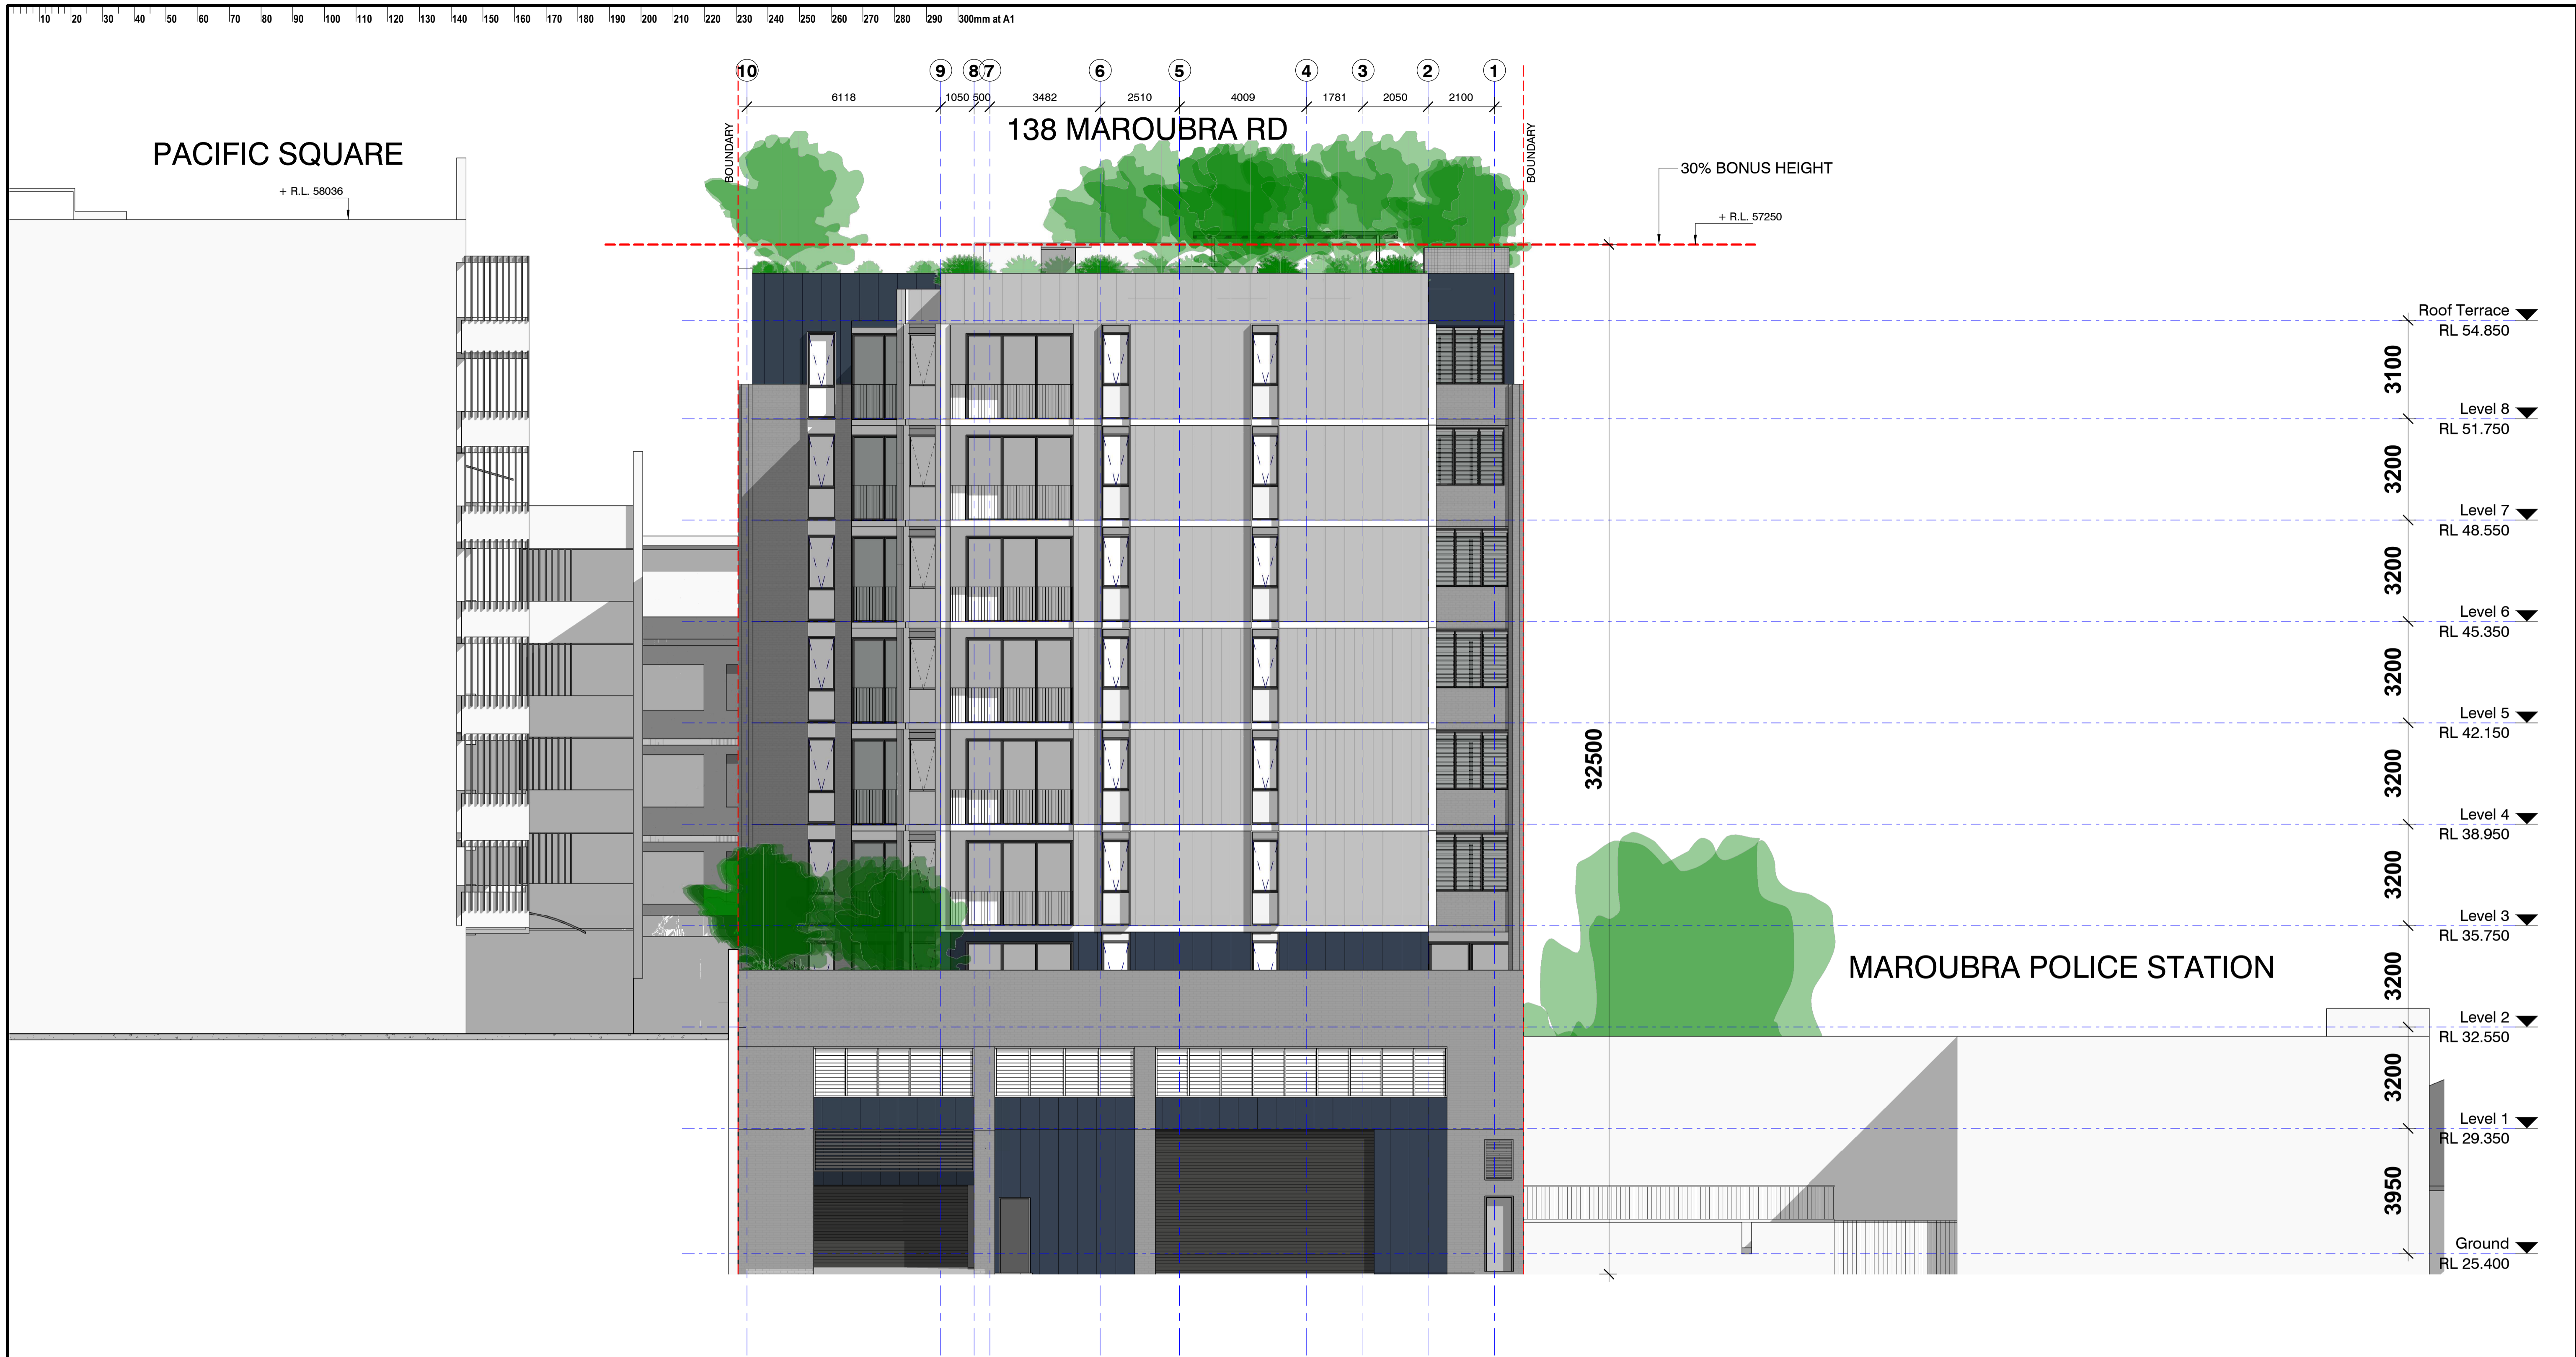 10 20 30 40 50 60 70 80 90 100 110 120 130 140 150 160 170 180 190 200 210 220 230 240 250 260 270 280 290 300mm at A1
10 9 8 7 6 5 4 3 2 1
6118 1050 500 3482 2510 4009 1781 2050 2100
138 MAROUBRA RD
BOUNDARY
BOUNDARY
PACIFIC SQUARE
+ R.L. 58036
30% BONUS HEIGHT
+ R.L. 57250
Roof Terrace
RL 54.850
3100
Level 8
RL 51.750
3200
Level 7
RL 48.550
3200
Level 6
RL 45.350
3200
Level 5
RL 42.150
32500
3200
Level 4
RL 38.950
3200
Level 3
RL 35.750
MAROUBRA POLICE STATION
3200
Level 2
RL 32.550
3200
Level 1
RL 29.350
3950
Ground
RL 25.400